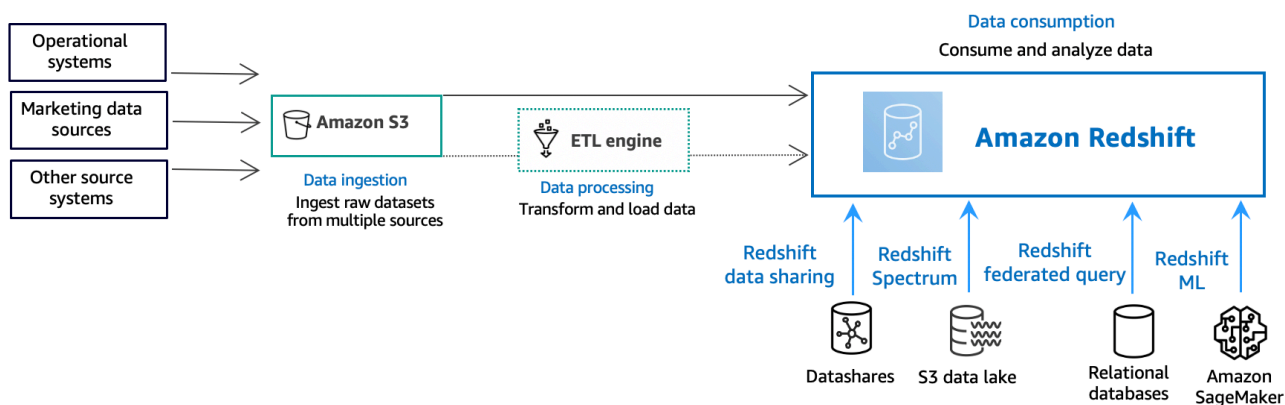 Operational
systems
Marketing data
sources
Other source
systems
Amazon S3
Data ingestion
Ingest raw datasets
from multiple sources
ETL engine
Data processing
Transform and load data
Data consumption
Consume and analyze data
Amazon Redshift
Redshift
data sharing
Redshift
Spectrum
Redshift
federated query
Redshift
ML
Datashares
S3 data lake
Relational
databases
Amazon
SageMaker